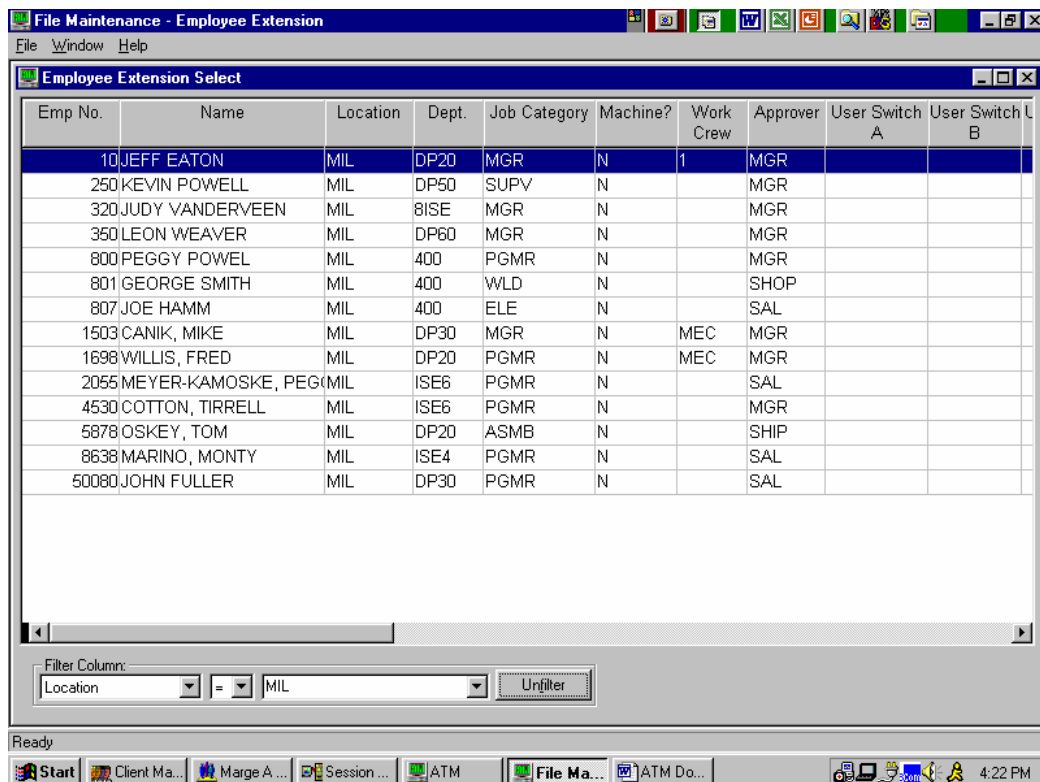 File Maintenance - Employee Extension
File Window Help
Employee Extension Select
Emp No. Name Location Dept. Job Category Machine? Work Crew Approver User Switch A User Switch B U
10 JEFF EATON MIL DP20 MGR N 1 MGR
250 KEVIN POWELL MIL DP50 SUPV N MGR
320 JUDY VANDERVEEN MIL 8ISE MGR N MGR
350 LEON WEAVER MIL DP60 MGR N MGR
800 PEGGY POWEL MIL 400 PGMR N MGR
801 GEORGE SMITH MIL 400 WLD N SHOP
807 JOE HAMM MIL 400 ELE N SAL
1503 CANIK, MIKE MIL DP30 MGR N MEC MGR
1698 WILLIS, FRED MIL DP20 PGMR N MEC MGR
2055 MEYER-KAMOSKE, PEG MIL ISE6 PGMR N SAL
4530 COTTON, TIRRELL MIL ISE6 PGMR N MGR
5878 OSKEY, TOM MIL DP20 ASMB N SHIP
8638 MARINO, MONTY MIL ISE4 PGMR N SAL
50080 JOHN FULLER MIL DP30 PGMR N SAL
Filter Column:
Location = MIL Unfilter
Ready
Start Client Ma... Marge A ... Session ... ATM File Ma... ATM Do... 4:22 PM